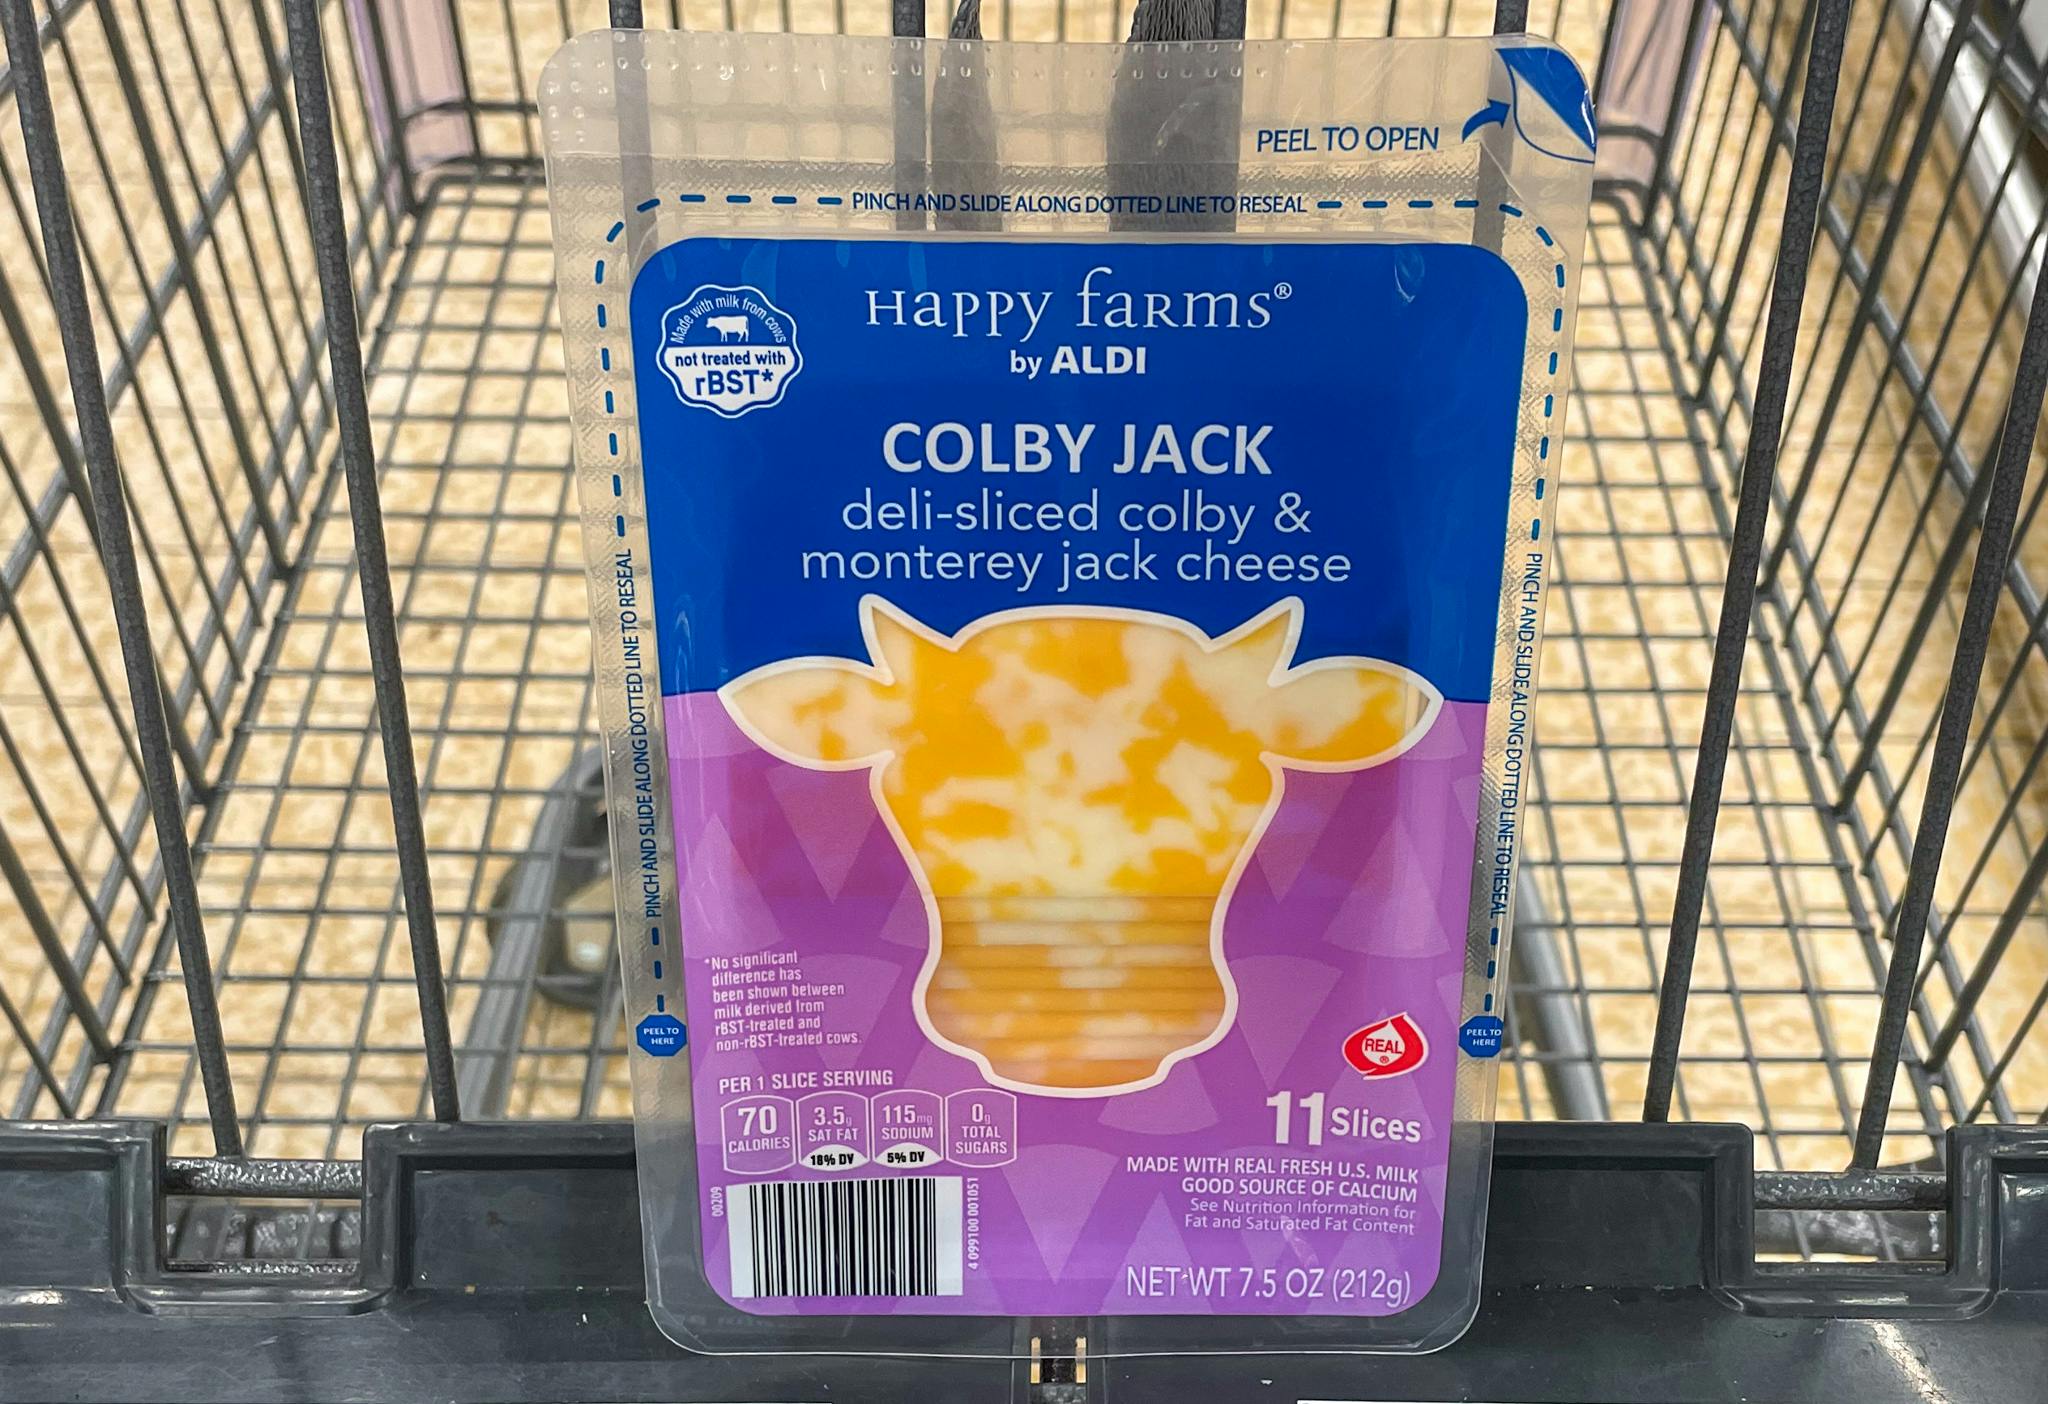 PEEL TO OPEN
PINCH AND SLIDE ALONG DOTTED LINE TO RESEAL
Made with milk from cows
not treated with
rBST*
Happy farms®
by ALDI
COLBY JACK
deli-sliced colby &
monterey jack cheese
PINCH AND SLIDE ALONG DOTTED LINE TO RESEAL
PINCH AND SLIDE ALONG DOTTED LINE TO RESEAL
*No significant
difference has
been shown between
milk derived from
rBST-treated and
non-rBST-treated cows.
PEEL TO
HERE
PEEL TO
HERE
REAL
®
PER 1 SLICE SERVING
70
CALORIES
3.5g
SAT FAT
18% DV
115mg
SODIUM
5% DV
0g
TOTAL
SUGARS
11 Slices
MADE WITH REAL FRESH U.S. MILK
GOOD SOURCE OF CALCIUM
See Nutrition Information for
Fat and Saturated Fat Content
00209
4 099100 001051
NET WT 7.5 OZ (212g)